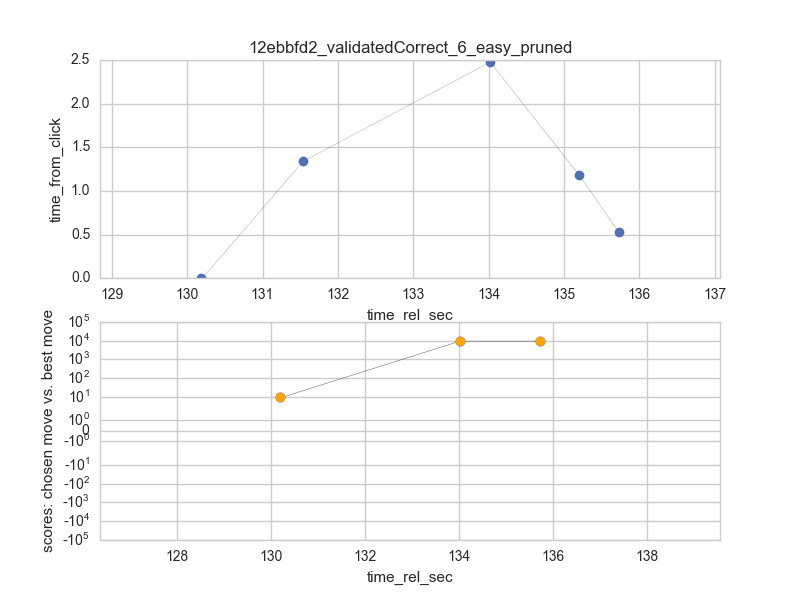 12ebbfd2_validatedCorrect_6_easy_pruned
time_from_click
2.5
2.0
1.5
1.0
0.5
0.0
129 130 131 132 133 134 135 136 137
time_rel_sec
scores: chosen move vs. best move
10^5
10^4
10^3
10^2
10^1
10^0
0
-10^0
-10^1
-10^2
-10^3
-10^4
-10^5
128 130 132 134 136 138
time_rel_sec